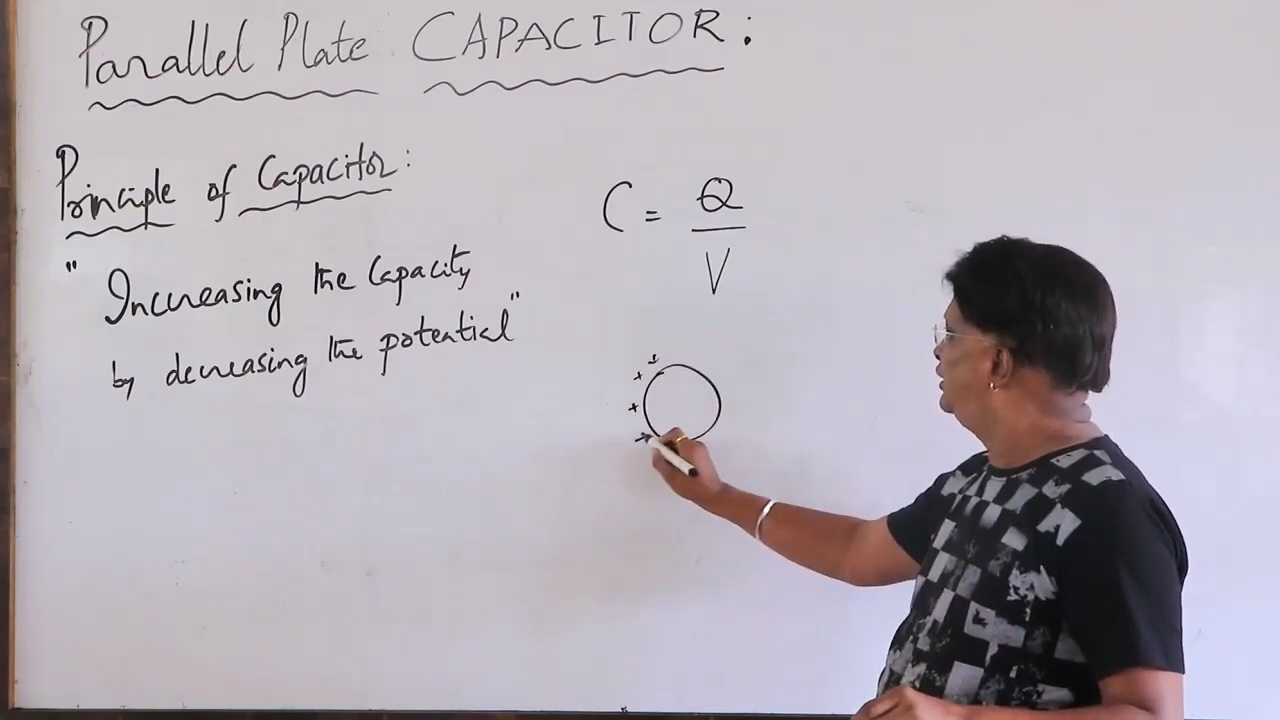 Parallel Plate CAPACITOR:
Principle of Capacitor:
" Increasing the Capacity
by decreasing the potential"
C = Q
V
+ +
+
+